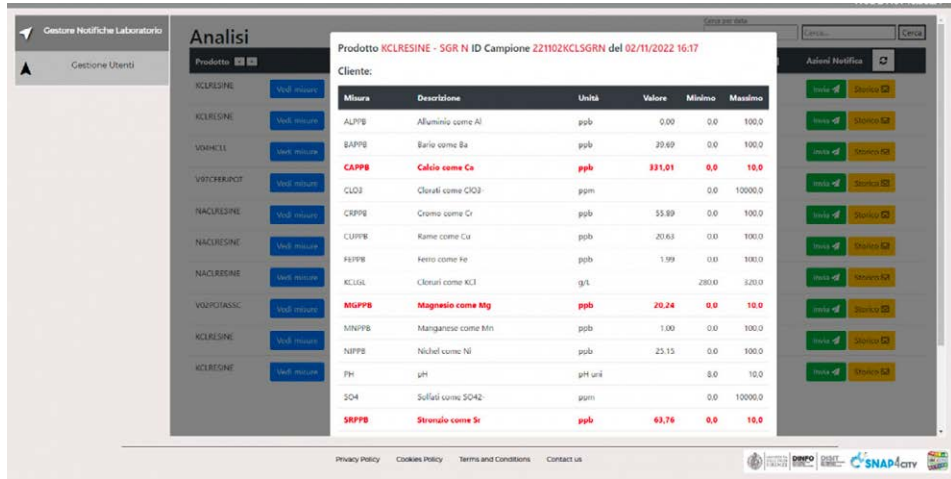 Gestore Notifiche Laboratorio
Gestione Utenti
Analisi
Cerca per data
Cerca...
Cerca
Prodotto
Azioni Notifica
KCLRESINE Vedi misure Invia Storico
KCLRESINE Vedi misure Invia Storico
Vedi misure Invia Storico
Vedi misure Invia Storico
NACLRESINE Vedi misure Invia Storico
NACLRESINE Vedi misure Invia Storico
NACLRESINE Vedi misure Invia Storico
Vedi misure Invia Storico
KCLRESINE Vedi misure Invia Storico
KCLRESINE Vedi misure Invia Storico
Prodotto KCLRESINE - SGR N ID Campione 221102KCLSGRN del 02/11/2022 16:17
Cliente:
Misura Descrizione Unità Valore Minimo Massimo
ALPPB Alluminio come Al ppb 0.00 0.0 100,0
BAPPB Bario come Ba ppb 39.69 0.0 100.0
CAPPB Calcio come Ca ppb 331,01 0,0 10,0
CLO3 Clorati come ClO3- ppm 0.0 10000,0
CRPPB Cromo come Cr ppb 55.89 0.0 100.0
CUPPB Rame come Cu ppb 20.63 0.0 100.0
FEPPB Ferro come Fe ppb 1.99 0.0 100.0
KCLGL Cloruri come KCl g/L 280.0 320.0
MGPPB Magnesio come Mg ppb 20,24 0,0 10,0
MNPPB Manganese come Mn ppb 1.00 0.0 100.0
NIPPB Nichel come Ni ppb 25.15 0.0 100.0
PH pH pH uni 8.0 10,0
SO4 Solfati come SO42- ppm 0.0 10000.0
SRPPB Stronzio come Sr ppb 63,76 0,0 10,0
Privacy Policy Cookies Policy Terms and Conditions Contact us
DINFO DISIT SNAP4CITY